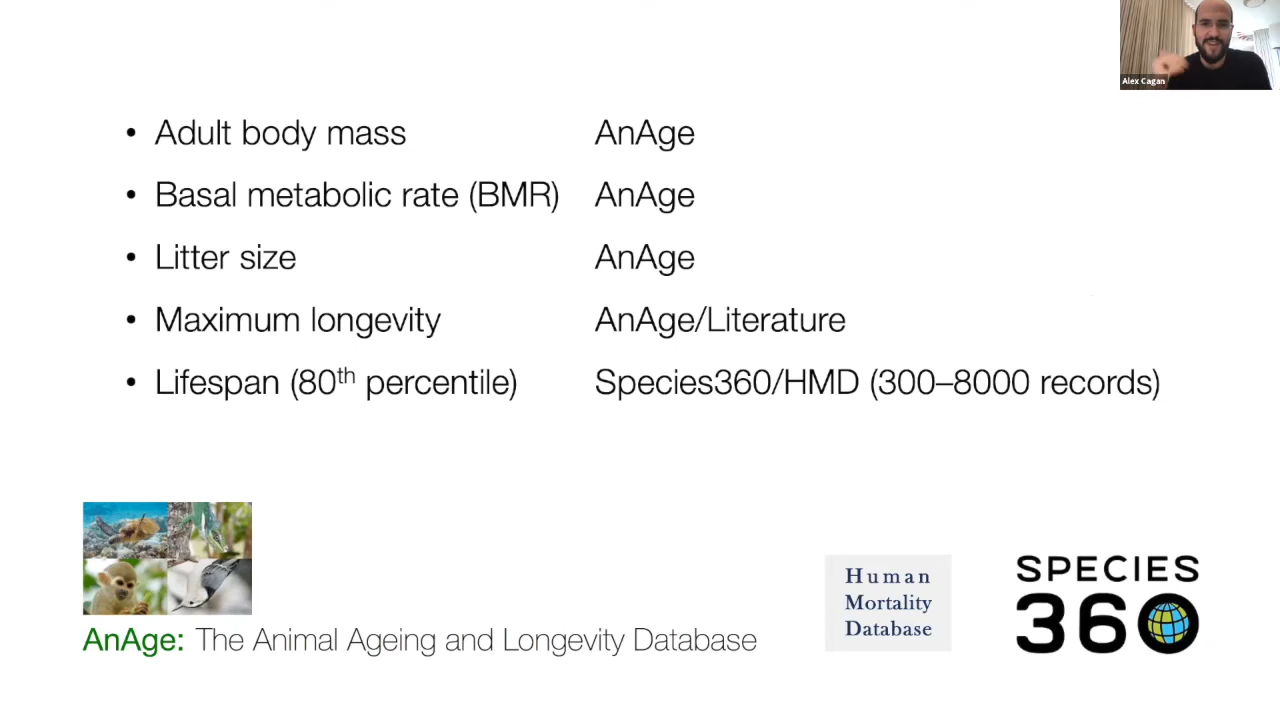 Alex Cagan
• Adult body mass AnAge
• Basal metabolic rate (BMR) AnAge
• Litter size AnAge
• Maximum longevity AnAge/Literature
• Lifespan (80th percentile) Species360/HMD (300–8000 records)
AnAge: The Animal Ageing and Longevity Database
Human
Mortality
Database
SPECIES
360